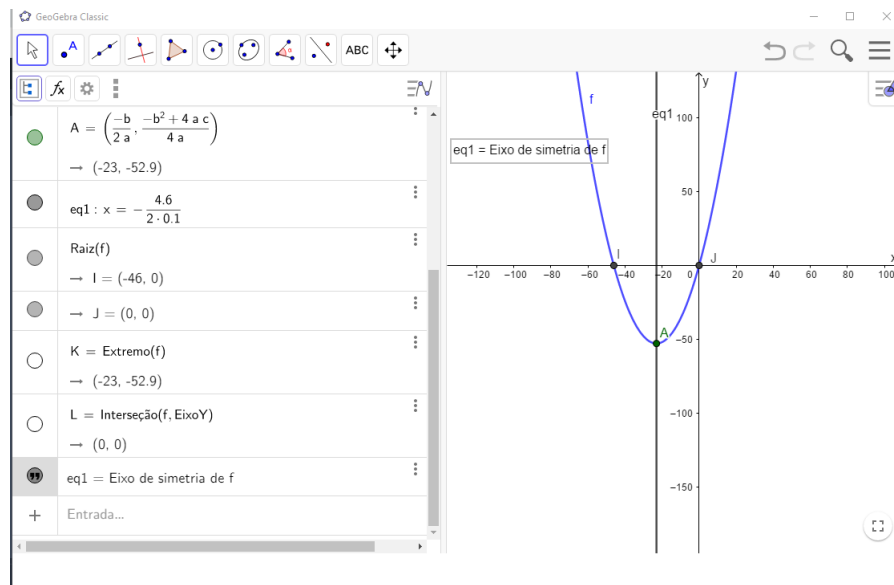 GeoGebra Classic
ABC
fx
A = (-b / 2 a , -b² + 4 a c / 4 a)
→ (-23, -52.9)
eq1 : x = - 4.6 / 2 · 0.1
Raiz(f)
→ I = (-46, 0)
→ J = (0, 0)
K = Extremo(f)
→ (-23, -52.9)
L = Interseção(f, EixoY)
→ (0, 0)
eq1 = Eixo de simetria de f
Entrada...
f
y
eq1
100
eq1 = Eixo de simetria de f
50
I
J
x
-120 -100 -80 -60 -40 -20 0 20 40 60 80 100
A
-50
-100
-150